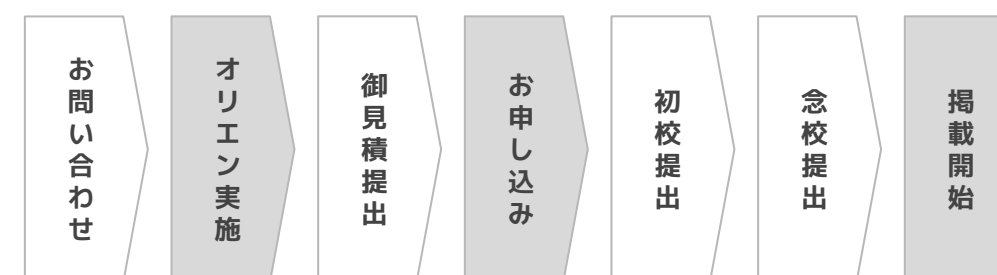 お問い合わせ
オリエン実施
御見積提出
お申し込み
初校提出
念校提出
掲載開始